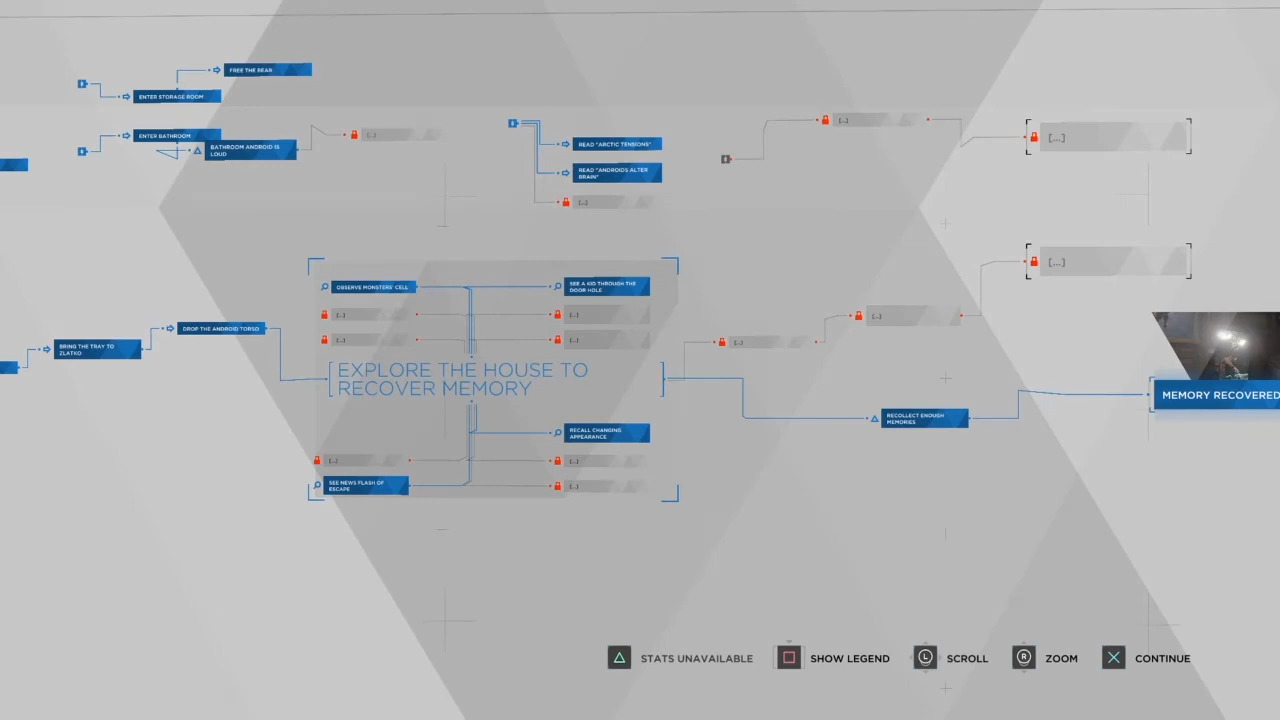 FREE THE BEAR
ENTER STORAGE ROOM
ENTER BATHROOM
BATHROOM ANDROID IS
LOUD
[...]
READ "ARCTIC TENSIONS"
READ "ANDROIDS ALTER
BRAIN"
[...]
[...]
[...]
[...]
OBSERVE MONSTERS' CELL
SEE A KID THROUGH THE
DOOR HOLE
[...]
[...]
[...]
[...]
[...]
[...]
DROP THE ANDROID TORSO
BRING THE TRAY TO
ZLATKO
EXPLORE THE HOUSE TO
RECOVER MEMORY
MEMORY RECOVERED
RECOLLECT ENOUGH
MEMORIES
RECALL CHANGING
APPEARANCE
[...]
[...]
SEE NEWS FLASH OF
ESCAPE
[...]
STATS UNAVAILABLE
SHOW LEGEND
L
SCROLL
R
ZOOM
CONTINUE